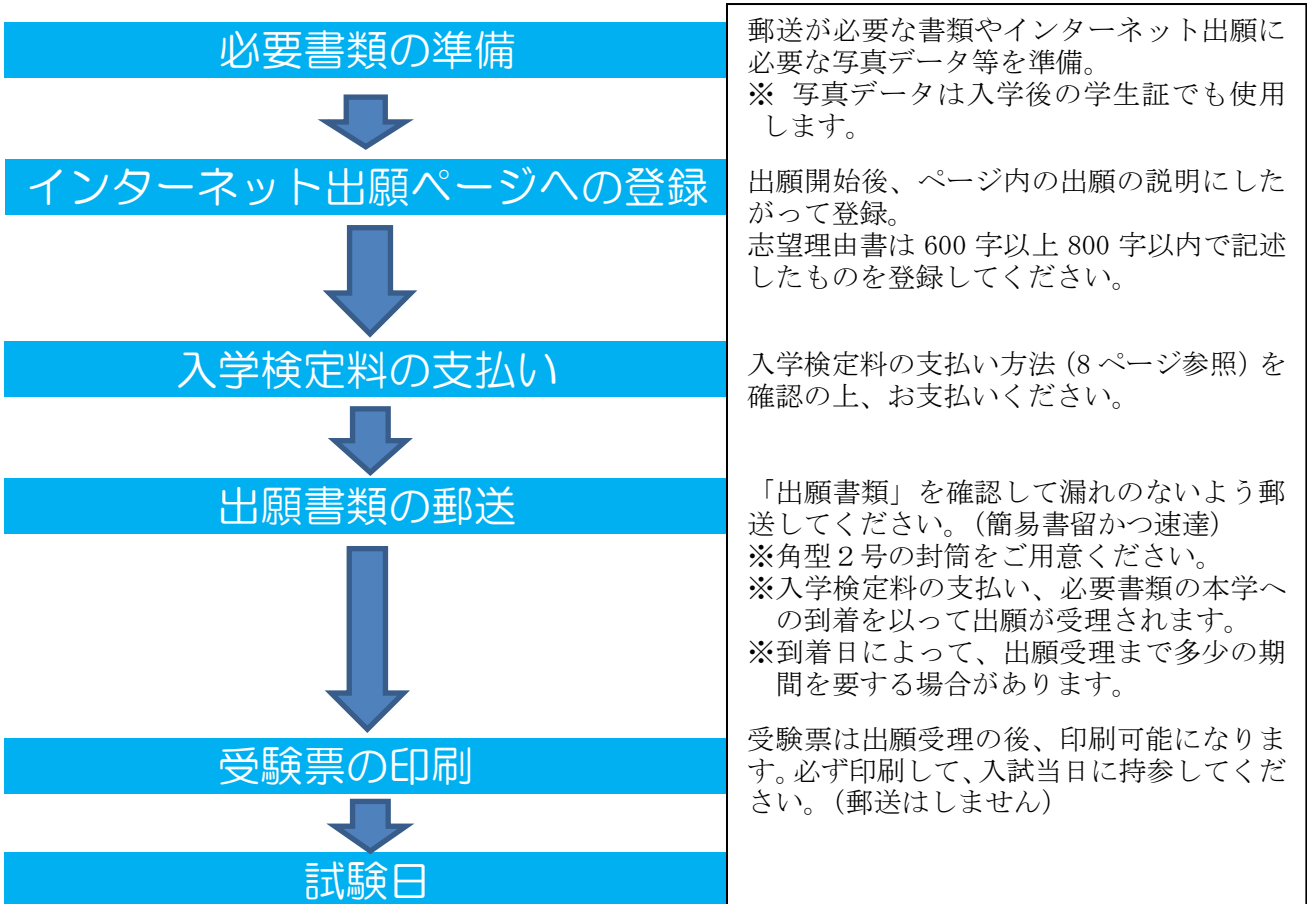 必要書類の準備
郵送が必要な書類やインターネット出願に
必要な写真データ等を準備。
※ 写真データは入学後の学生証でも使用
します。
インターネット出願ページへの登録
出願開始後、ページ内の出願の説明にした
がって登録。
志望理由書は 600 字以上 800 字以内で記述
したものを登録してください。
入学検定料の支払い
入学検定料の支払い方法（8 ページ参照）を
確認の上、お支払いください。
出願書類の郵送
「出願書類」を確認して漏れのないよう郵
送してください。（簡易書留かつ速達）
※角型２号の封筒をご用意ください。
※入学検定料の支払い、必要書類の本学へ
の到着を以って出願が受理されます。
※到着日によって、出願受理まで多少の期
間を要する場合があります。
受験票の印刷
受験票は出願受理の後、印刷可能になりま
す。必ず印刷して、入試当日に持参してくだ
さい。（郵送はしません）
試験日